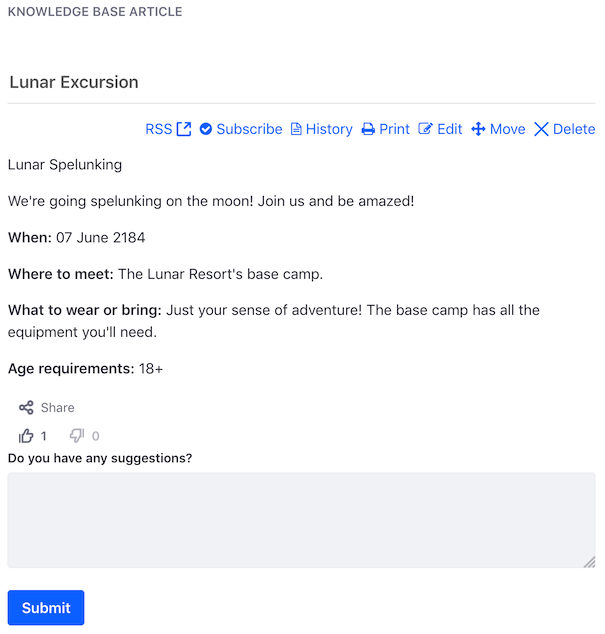 KNOWLEDGE BASE ARTICLE
Lunar Excursion
RSS Subscribe History Print Edit Move Delete
Lunar Spelunking
We're going spelunking on the moon! Join us and be amazed!
When: 07 June 2184
Where to meet: The Lunar Resort's base camp.
What to wear or bring: Just your sense of adventure! The base camp has all the
equipment you'll need.
Age requirements: 18+
Share
1 0
Do you have any suggestions?
Submit